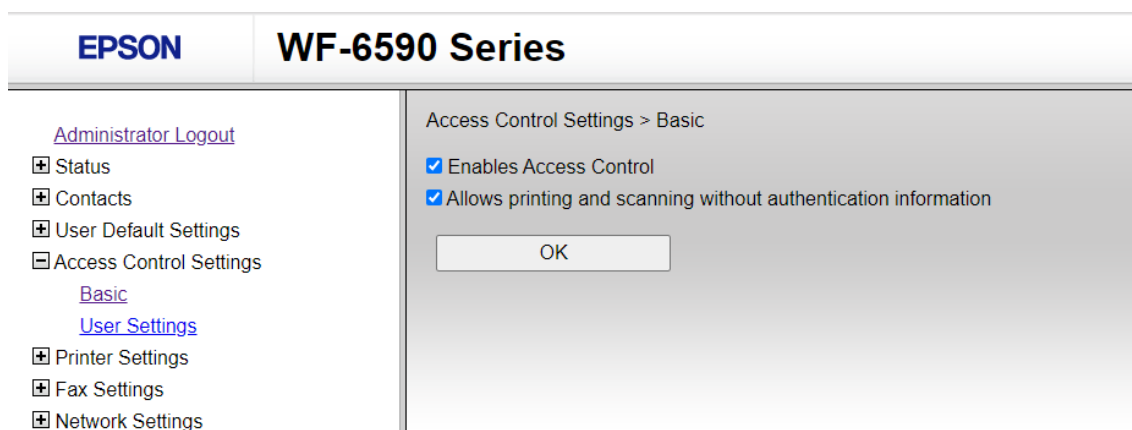 EPSON WF-6590 Series
Administrator Logout
Status
Contacts
User Default Settings
Access Control Settings
Basic
User Settings
Printer Settings
Fax Settings
Network Settings
Access Control Settings > Basic
Enables Access Control
Allows printing and scanning without authentication information
OK